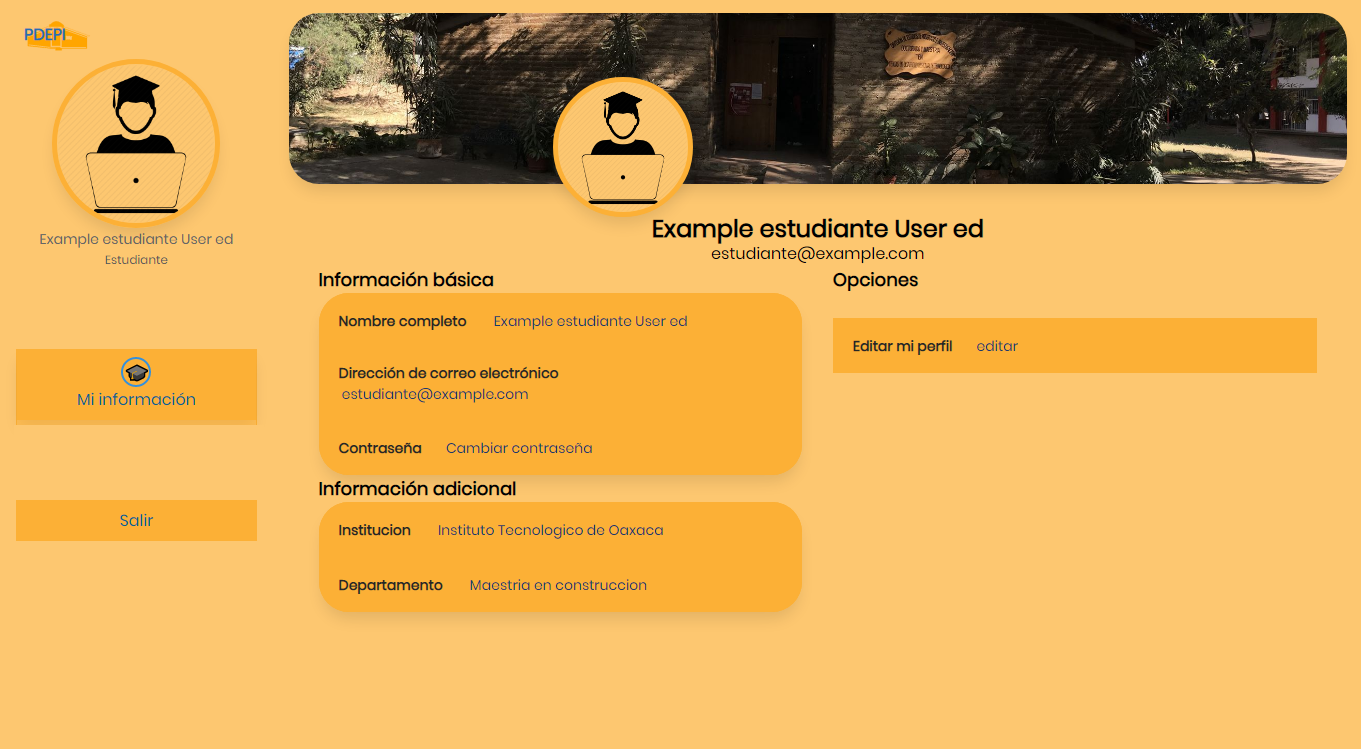 PDEPI
Example estudiante User ed
Estudiante
Mi información
Salir
Example estudiante User ed
estudiante@example.com
Información básica
Nombre completo Example estudiante User ed
Dirección de correo electrónico
estudiante@example.com
Contraseña Cambiar contraseña
Información adicional
Institucion Instituto Tecnologico de Oaxaca
Departamento Maestria en construccion
Opciones
Editar mi perfil editar